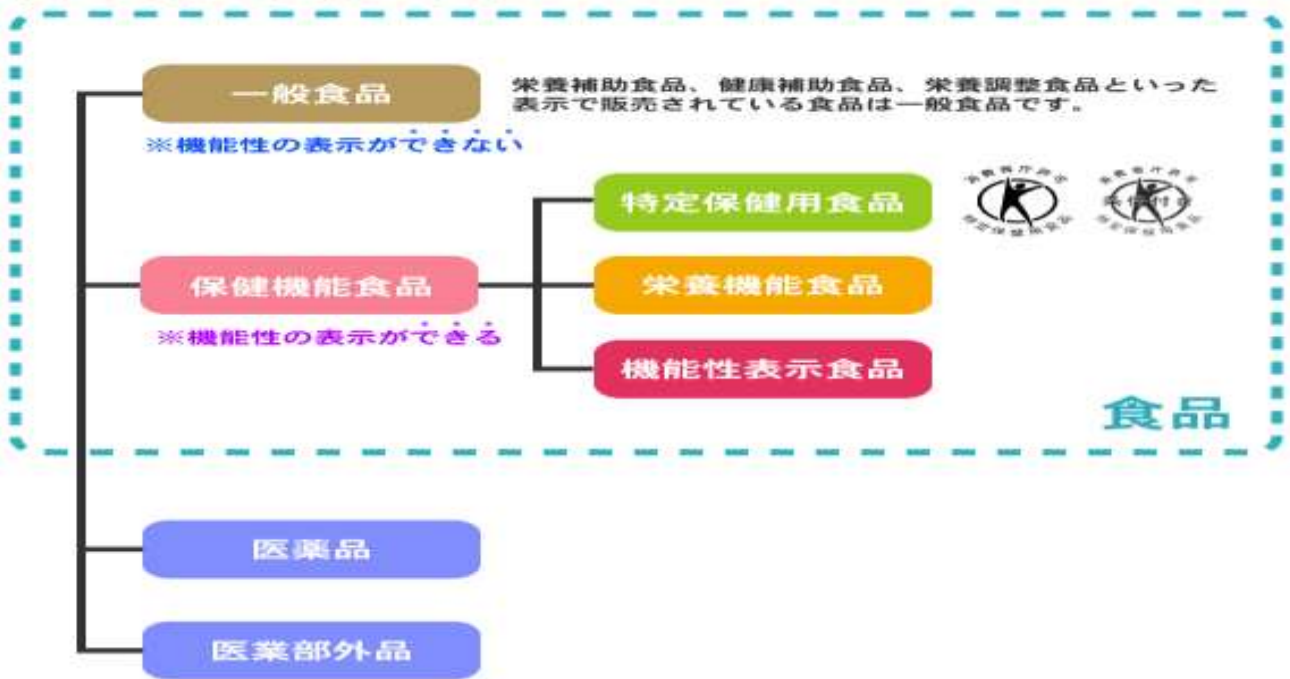 一般食品
栄養補助食品、健康補助食品、栄養調整食品といった
表示で販売されている食品は一般食品です。
※機能性の表示ができない
特定保健用食品
保健機能食品
栄養機能食品
※機能性の表示ができる
機能性表示食品
食品
医薬品
医業部外品